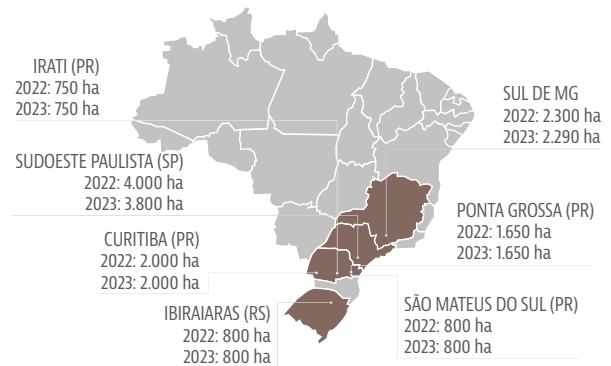 IRATI (PR)
2022: 750 ha
2023: 750 ha
SUL DE MG
2022: 2.300 ha
2023: 2.290 ha
SUDOESTE PAULISTA (SP)
2022: 4.000 ha
2023: 3.800 ha
PONTA GROSSA (PR)
2022: 1.650 ha
2023: 1.650 ha
CURITIBA (PR)
2022: 2.000 ha
2023: 2.000 ha
IBIRAIARAS (RS)
2022: 800 ha
2023: 800 ha
SÃO MATEUS DO SUL (PR)
2022: 800 ha
2023: 800 ha